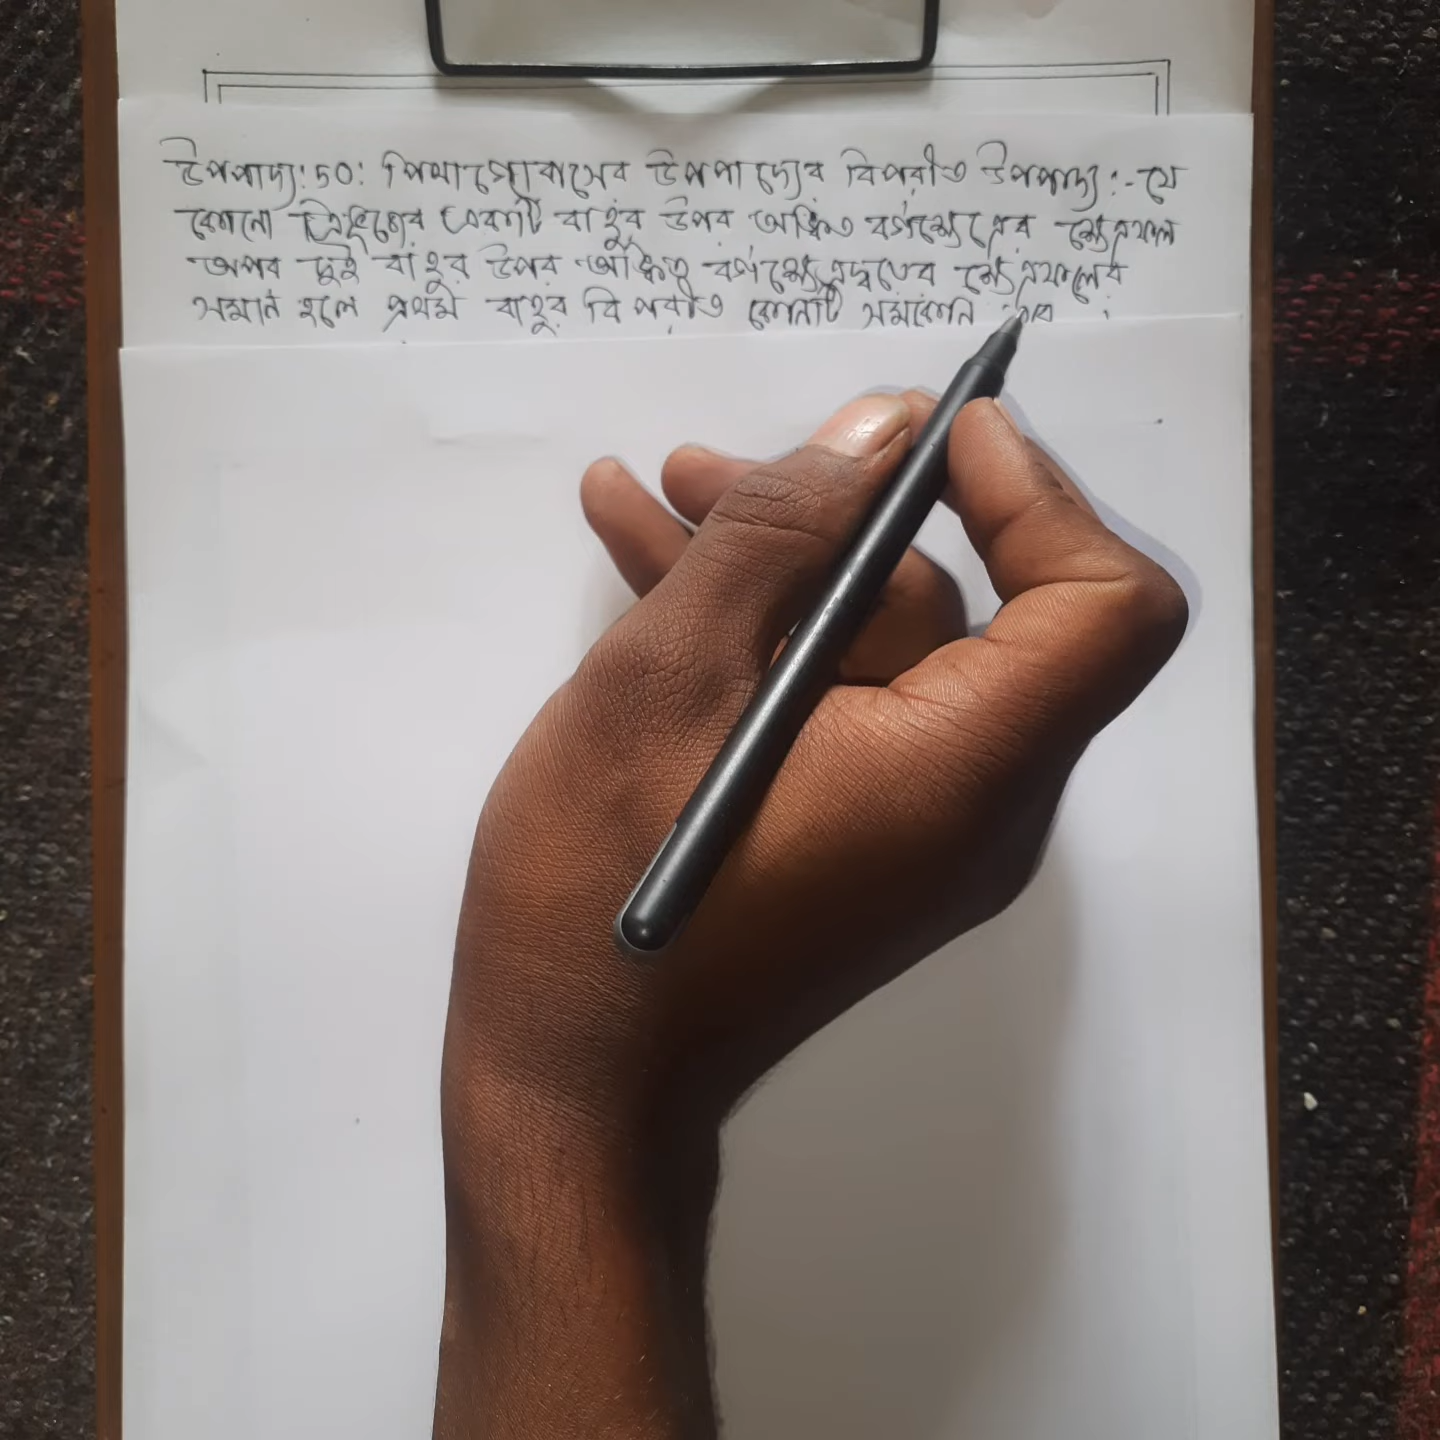 উপপাদ্য: 50: পিথাগোরাসের উপপাদ্যের বিপরীত উপপাদ্য :- যে
কোনো ত্রিভুজের একটি বাহুর উপর অঙ্কিত বর্গক্ষেত্রের ক্ষেত্রফল
অপর দুই বাহুর উপর অঙ্কিত বর্গক্ষেত্রদ্বয়ের ক্ষেত্রফলের
সমান হলে প্রথম বাহুর বিপরীত কোনটি সমকোন